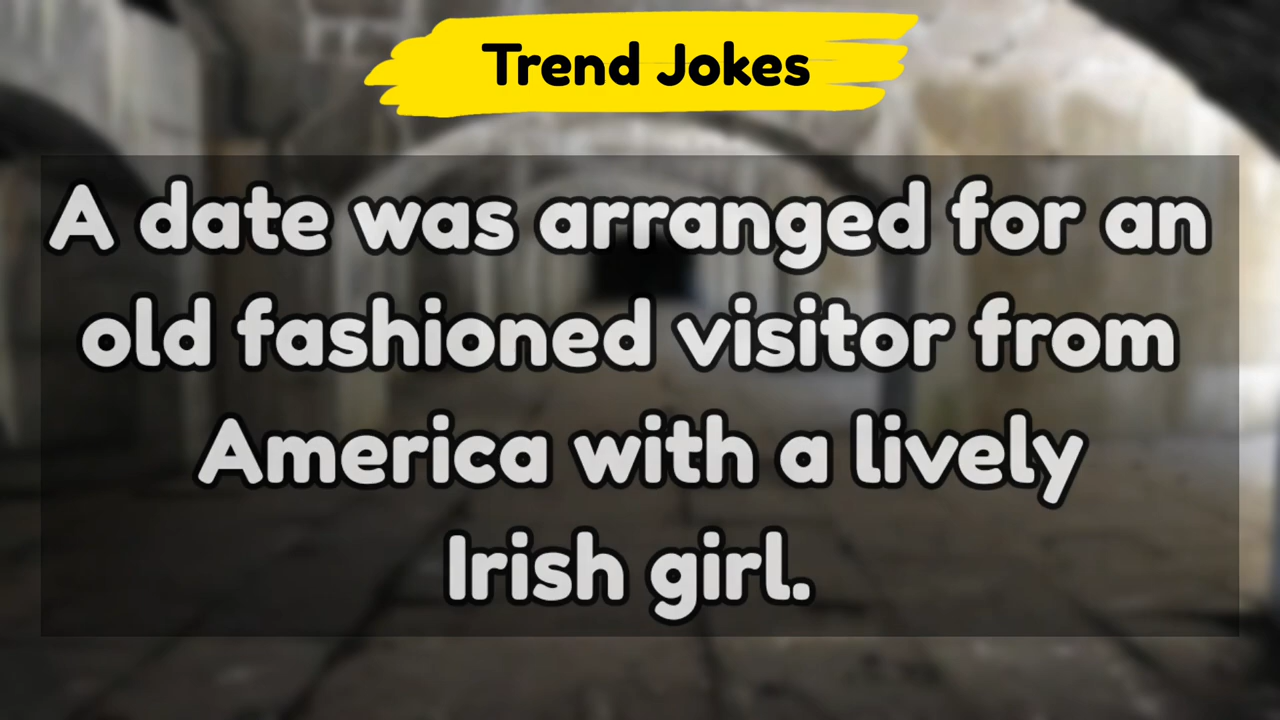 Trend Jokes
A date was arranged for an
old fashioned visitor from
America with a lively
Irish girl.